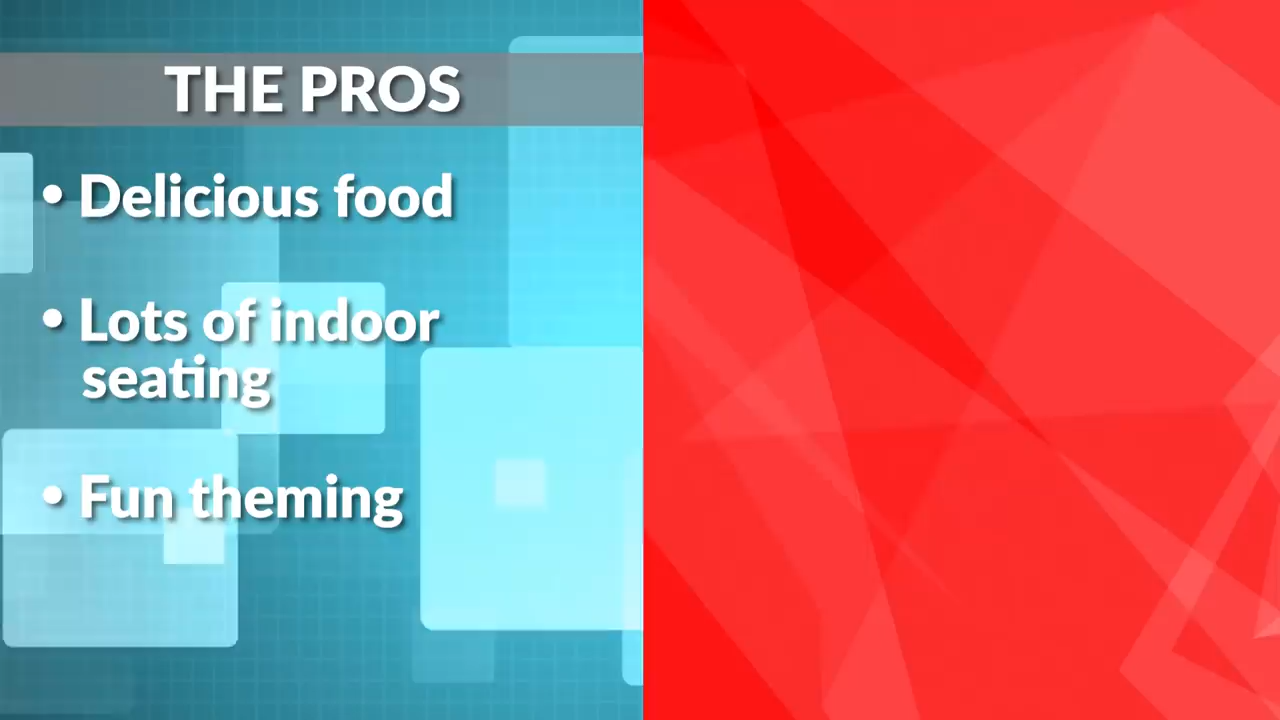 THE PROS
• Delicious food
• Lots of indoor
seating
• Fun theming